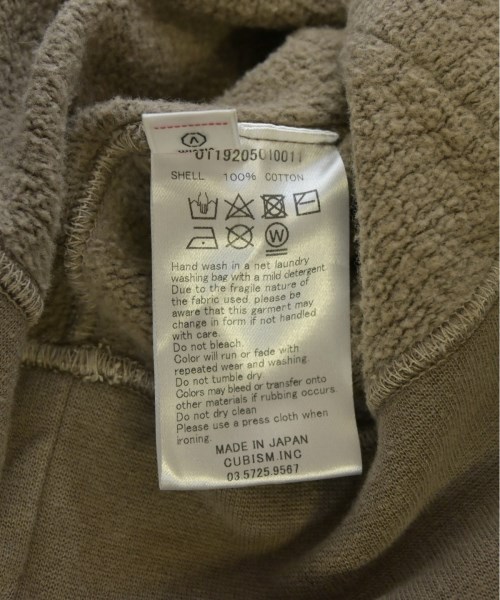 0119205010011
SHELL 100% COTTON
W
Hand wash in a net laundry
washing bag with a mild detergent
Due to the fragile nature of
the fabric used, please be
aware that this garment may
change in form if not handled
with care.
Do not bleach.
Color will run or fade with
repeated wear and washing.
Do not tumble dry.
Colors may bleed or transfer onto
other materials if rubbing occurs
Do not dry clean
Please use a press cloth when
ironing.
MADE IN JAPAN
CUBISM.INC
03.5725.9567